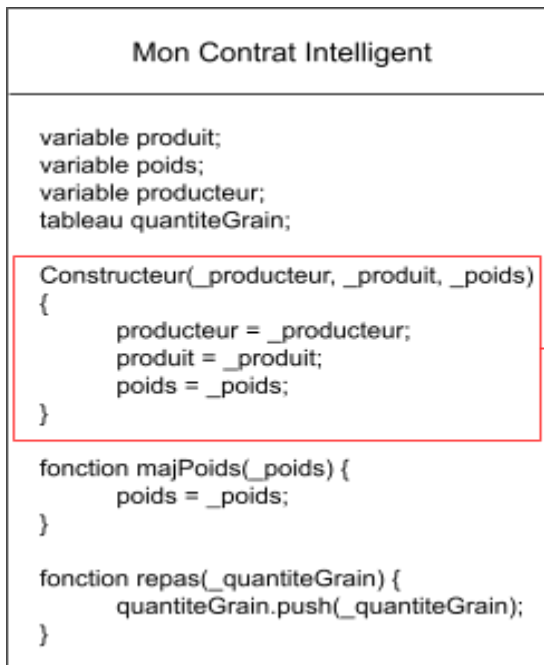 Mon Contrat Intelligent
variable produit;
variable poids;
variable producteur;
tableau quantiteGrain;
Constructeur(_producteur, _produit, _poids)
{
producteur = _producteur;
produit = _produit;
poids = _poids;
}
fonction majPoids(_poids) {
poids = _poids;
}
fonction repas(_quantiteGrain) {
quantiteGrain.push(_quantiteGrain);
}